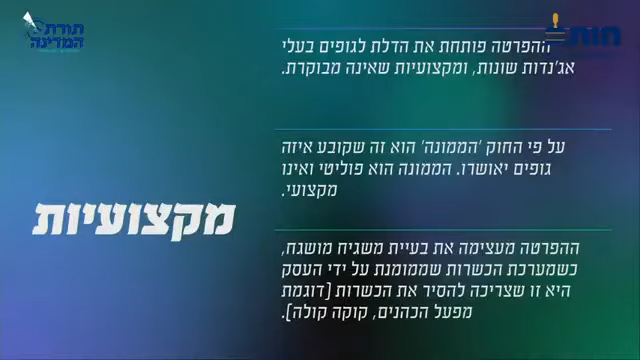 תורת
המדינה
מקצועיות
ההפרטה פותחת את הדלת לגופים בעלי
אג'נדות שונות, ומקצועיות שאינה מבוקרת.
על פי החוק 'הממונה' הוא זה שקובע איזה
גופים יאושרו. הממונה הוא פוליטי ואינו
מקצועי.
ההפרטה מעצימה את בעיית משגיח מושגח,
כשמערכת הכשרות שממומנת על ידי העסק
היא זו שצריכה להסיר את הכשרות (דוגמת
מפעל הכהנים, קוקה קולה).